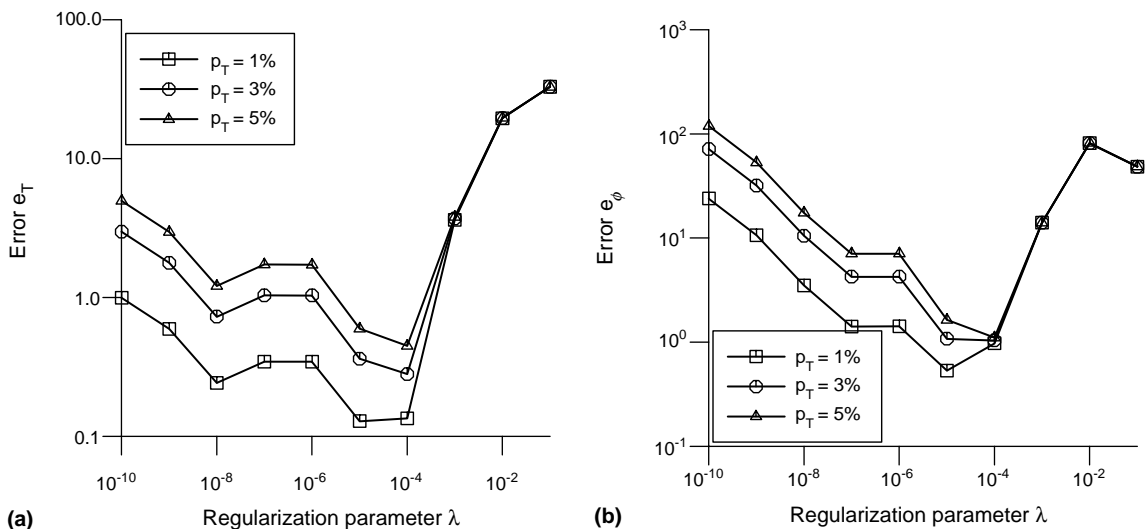 100.0
10.0
1.0
0.1
Error e_T
p_T = 1%
p_T = 3%
p_T = 5%
10^-10
10^-8
10^-6
10^-4
10^-2
Regularization parameter λ
(a)
10^3
10^2
10^1
10^0
10^-1
Error e_ϕ
p_T = 1%
p_T = 3%
p_T = 5%
10^-10
10^-8
10^-6
10^-4
10^-2
Regularization parameter λ
(b)